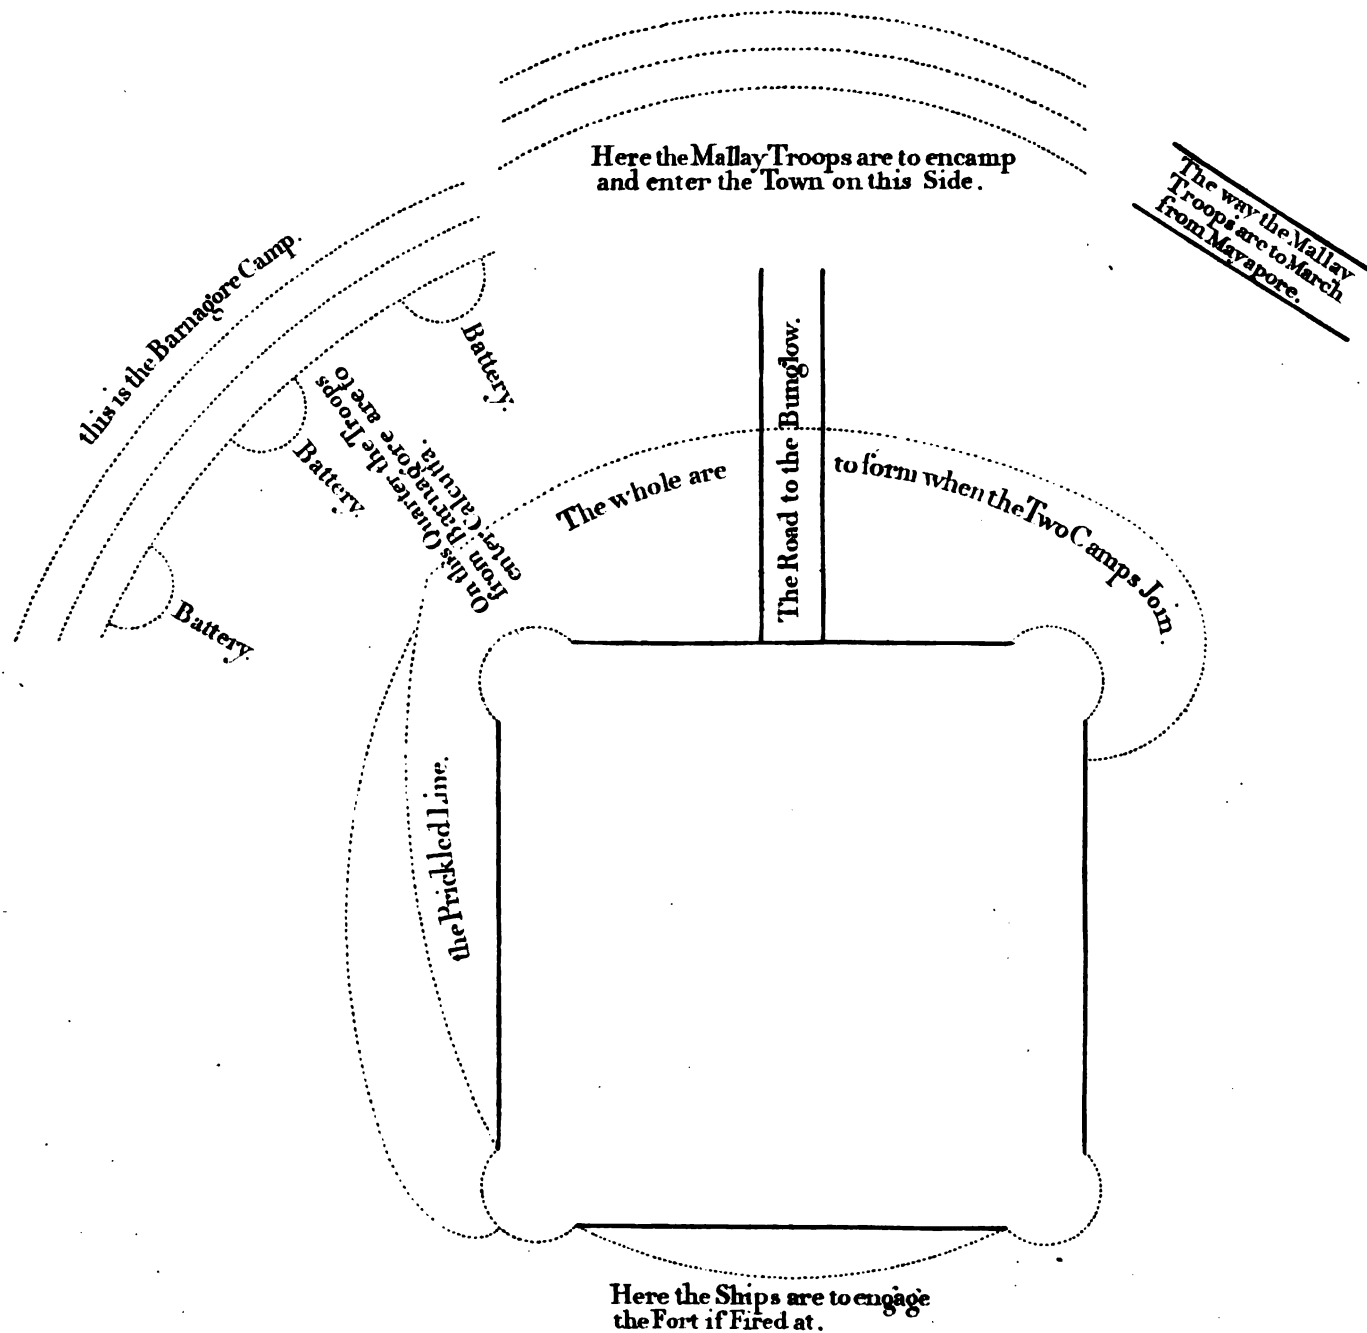 Here the Mallay Troops are to encamp
and enter the Town on this Side.
The way the Mallay
Troops are to March
from Mayapore.
this is the Barnagore Camp.
Battery.
Battery.
Battery.
On this Quarter the Troops
from Barnagore are to
enter Calcutta.
The Road to the Bunglow.
The whole are to form when the Two Camps Join.
the Prickled Line.
Here the Ships are to engage
the Fort if Fired at.